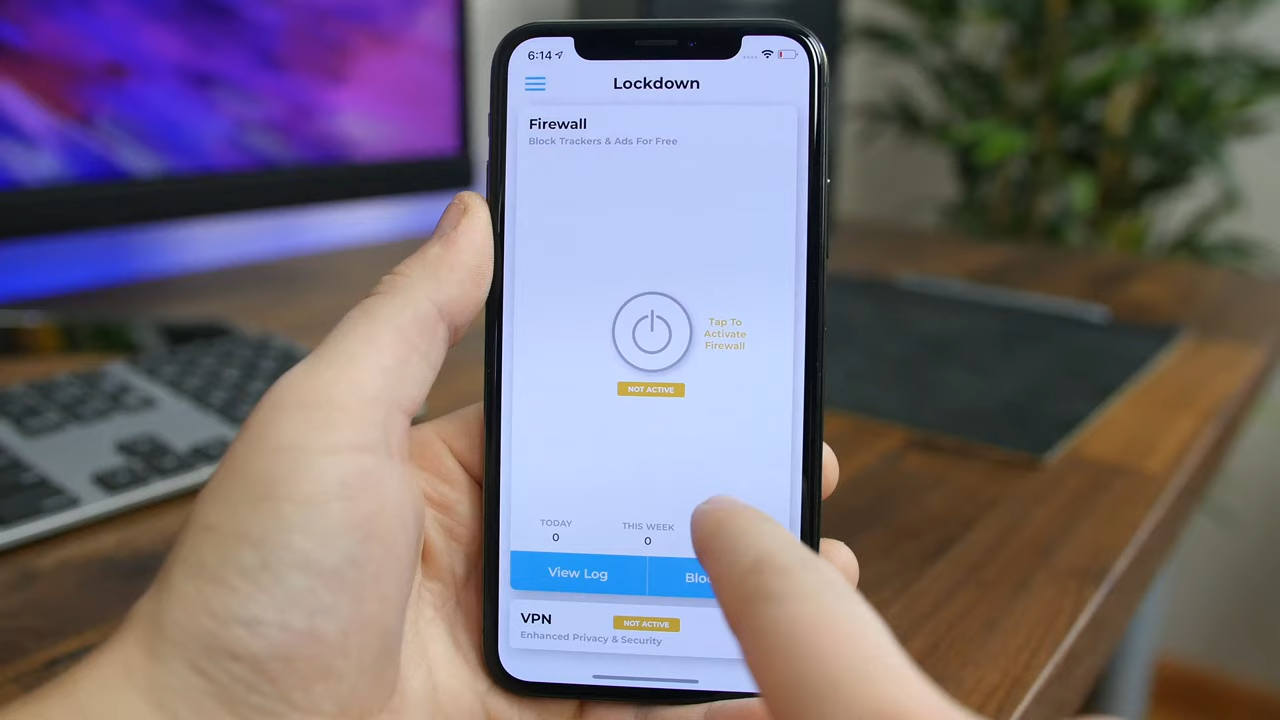 6:14
Lockdown
Firewall
Block Trackers & Ads For Free
Tap To
Activate
Firewall
NOT ACTIVE
TODAY
THIS WEEK
0
0
View Log
Bloc
VPN
NOT ACTIVE
Enhanced Privacy & Security